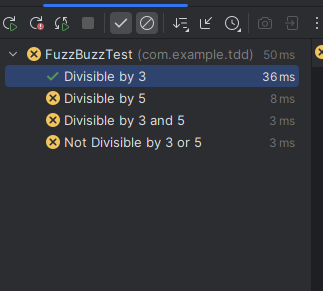 FuzzBuzzTest (com.example.tdd) 50 ms
Divisible by 3 36 ms
Divisible by 5 8 ms
Divisible by 3 and 5 3 ms
Not Divisible by 3 or 5 3 ms